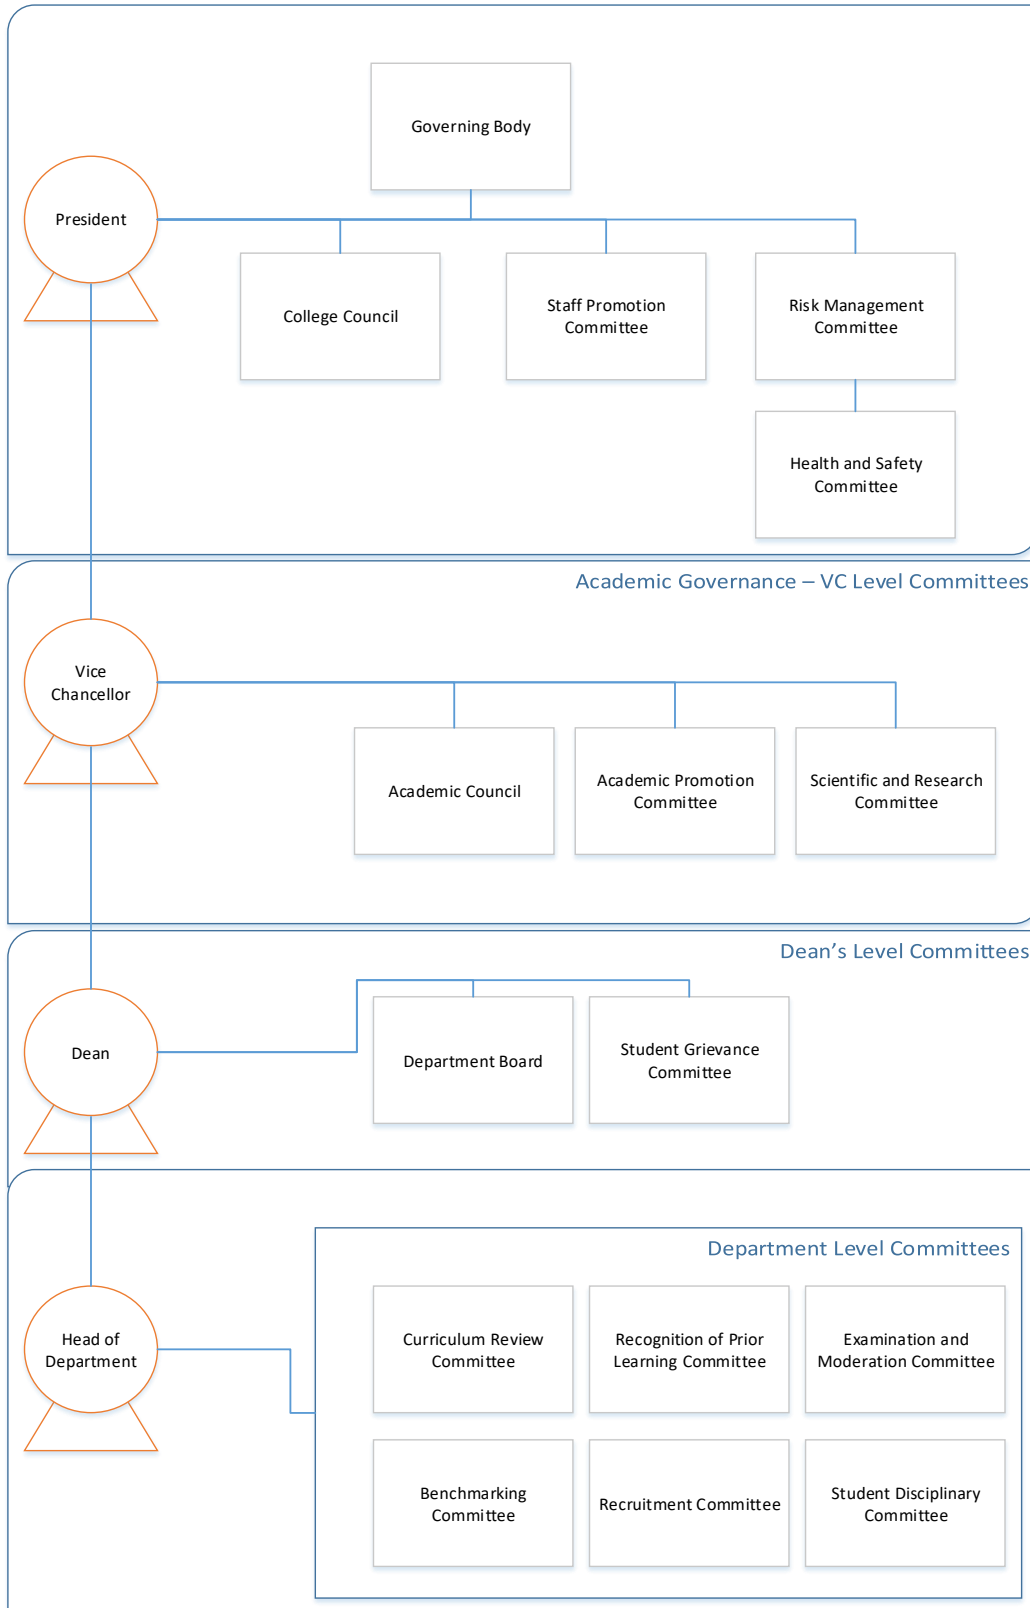 Governing Body
President
College Council
Staff Promotion
Committee
Risk Management
Committee
Health and Safety
Committee
Academic Governance – VC Level Committees
Vice
Chancellor
Academic Council
Academic Promotion
Committee
Scientific and Research
Committee
Dean’s Level Committees
Dean
Department Board
Student Grievance
Committee
Department Level Committees
Head of
Department
Curriculum Review
Committee
Recognition of Prior
Learning Committee
Examination and
Moderation Committee
Benchmarking
Committee
Recruitment Committee
Student Disciplinary
Committee